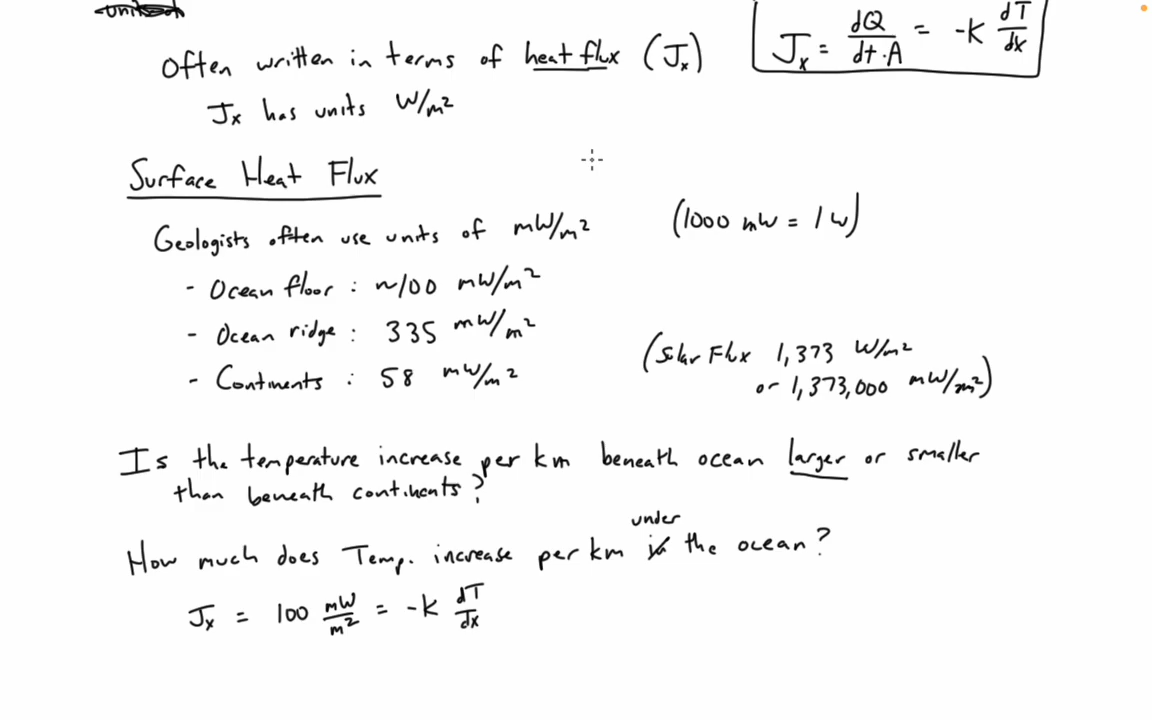 Often written in terms of heat flux (Jx)
Jx = dQ/dt·A = -K dT/dx
Jx has units W/m²
Surface Heat Flux
Geologists often use units of mW/m² (1000 mW = 1 W)
- Ocean floor : ~100 mW/m²
- Ocean ridge : 335 mW/m²
- Continents : 58 mW/m²
(Solar Flux 1,373 W/m²
or 1,373,000 mW/m²)
Is the temperature increase per km beneath ocean larger or smaller
than beneath continents?
How much does Temp. increase per km under the ocean?
Jx = 100 mW/m² = -K dT/dx